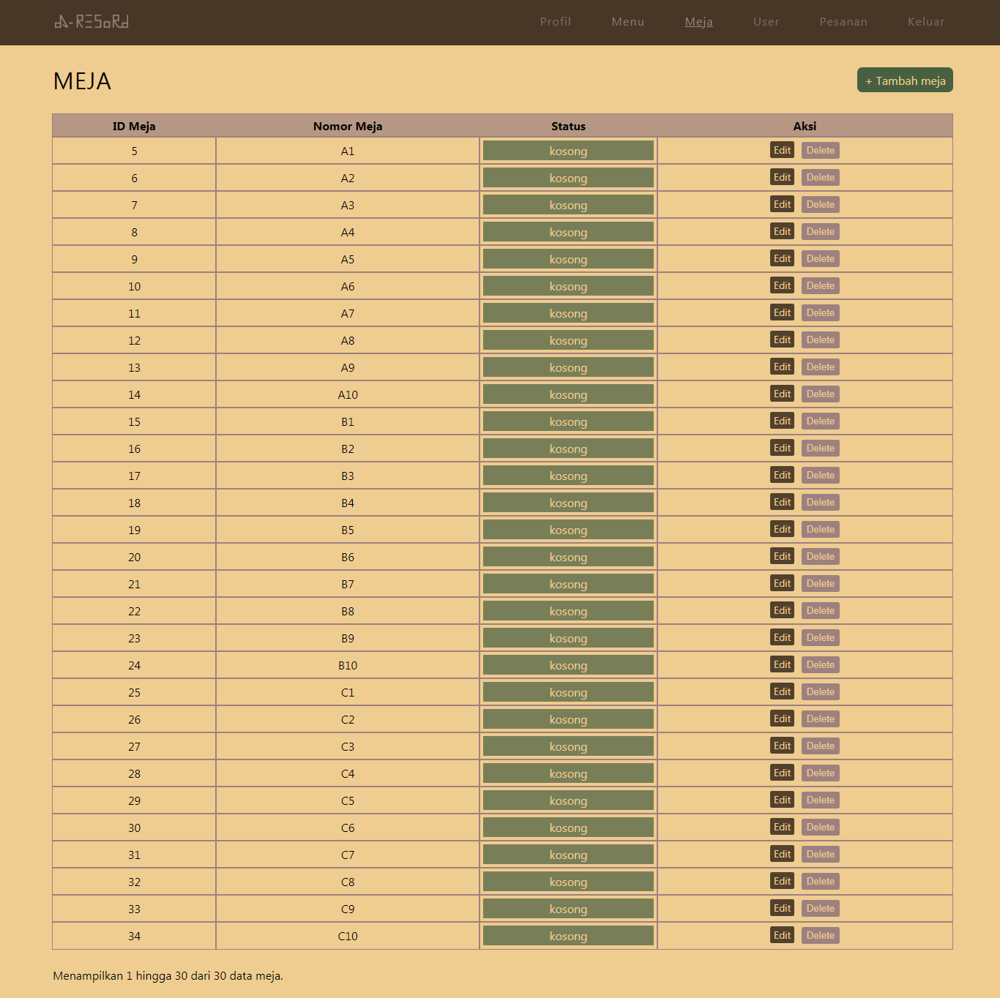 d-RESoRd
Profil Menu Meja User Pesanan Keluar
MEJA
+ Tambah meja
ID Meja Nomor Meja Status Aksi
5 A1 kosong Edit Delete
6 A2 kosong Edit Delete
7 A3 kosong Edit Delete
8 A4 kosong Edit Delete
9 A5 kosong Edit Delete
10 A6 kosong Edit Delete
11 A7 kosong Edit Delete
12 A8 kosong Edit Delete
13 A9 kosong Edit Delete
14 A10 kosong Edit Delete
15 B1 kosong Edit Delete
16 B2 kosong Edit Delete
17 B3 kosong Edit Delete
18 B4 kosong Edit Delete
19 B5 kosong Edit Delete
20 B6 kosong Edit Delete
21 B7 kosong Edit Delete
22 B8 kosong Edit Delete
23 B9 kosong Edit Delete
24 B10 kosong Edit Delete
25 C1 kosong Edit Delete
26 C2 kosong Edit Delete
27 C3 kosong Edit Delete
28 C4 kosong Edit Delete
29 C5 kosong Edit Delete
30 C6 kosong Edit Delete
31 C7 kosong Edit Delete
32 C8 kosong Edit Delete
33 C9 kosong Edit Delete
34 C10 kosong Edit Delete
Menampilkan 1 hingga 30 dari 30 data meja.